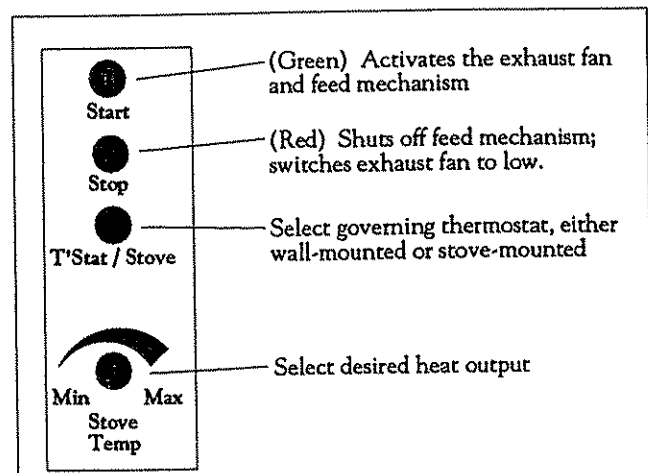 (Green) Activates the exhaust fan
and feed mechanism
Start
(Red) Shuts off feed mechanism;
switches exhaust fan to low.
Stop
Select governing thermostat, either
wall-mounted or stove-mounted
T'Stat / Stove
Select desired heat output
Min Max
Stove
Temp